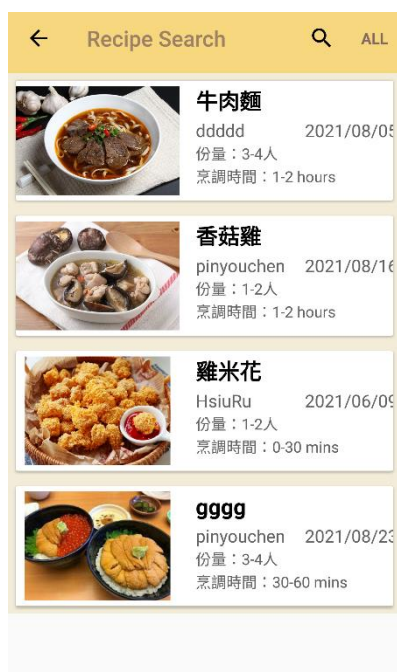 Recipe Search ALL
牛肉麵
ddddd 2021/08/05
份量：3-4人
烹調時間：1-2 hours
香菇雞
pinyouchen 2021/08/16
份量：1-2人
烹調時間：1-2 hours
雞米花
HsiuRu 2021/06/09
份量：1-2人
烹調時間：0-30 mins
gggg
pinyouchen 2021/08/23
份量：3-4人
烹調時間：30-60 mins